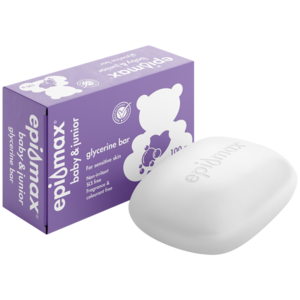 epimax
baby & junior
glycerine bar
epimax
baby & junior
glycerine bar
For sensitive skin
Non-irritant
SLS free
Fragrance &
colourant free
100 g
epimax